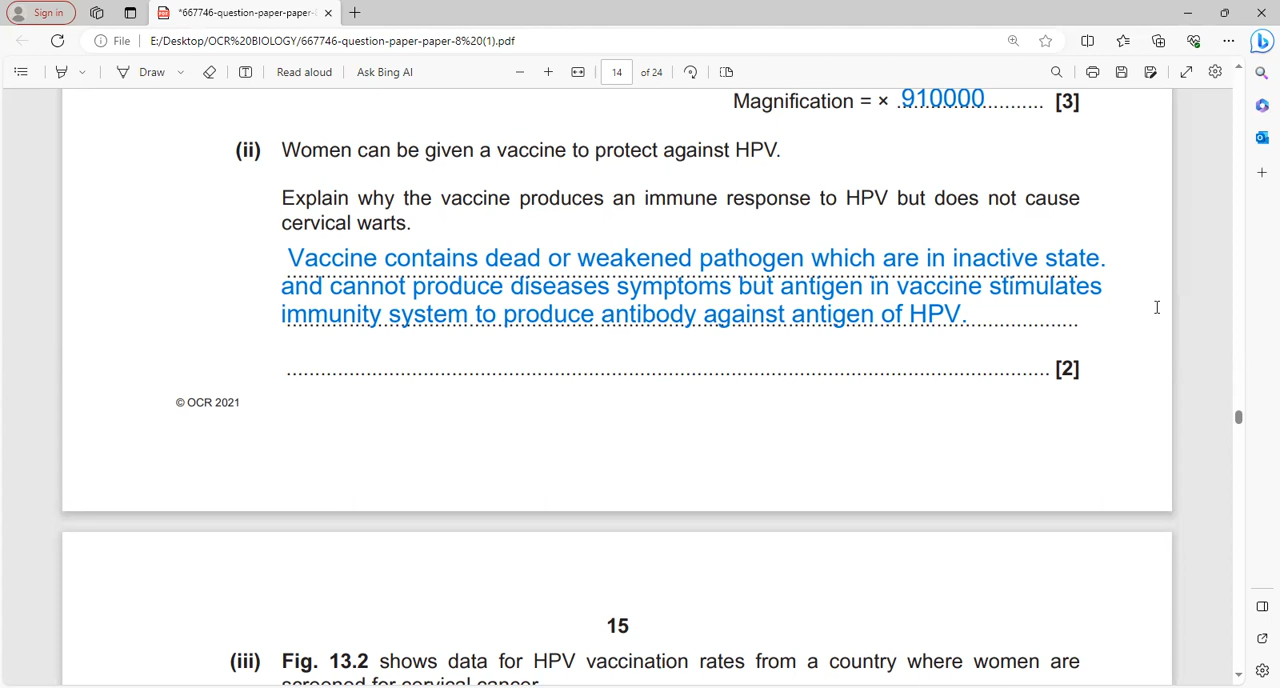 Sign in
*667746-question-paper-paper-8
File
E:/Desktop/OCR%20BIOLOGY/667746-question-paper-paper-8%20(1).pdf
Draw
Read aloud
Ask Bing AI
14
of 24
Magnification = × 910000 [3]
(ii) Women can be given a vaccine to protect against HPV.
Explain why the vaccine produces an immune response to HPV but does not cause
cervical warts.
Vaccine contains dead or weakened pathogen which are in inactive state.
and cannot produce diseases symptoms but antigen in vaccine stimulates
immunity system to produce antibody against antigen of HPV.
[2]
© OCR 2021
15
(iii) Fig. 13.2 shows data for HPV vaccination rates from a country where women are
screened for cervical cancer